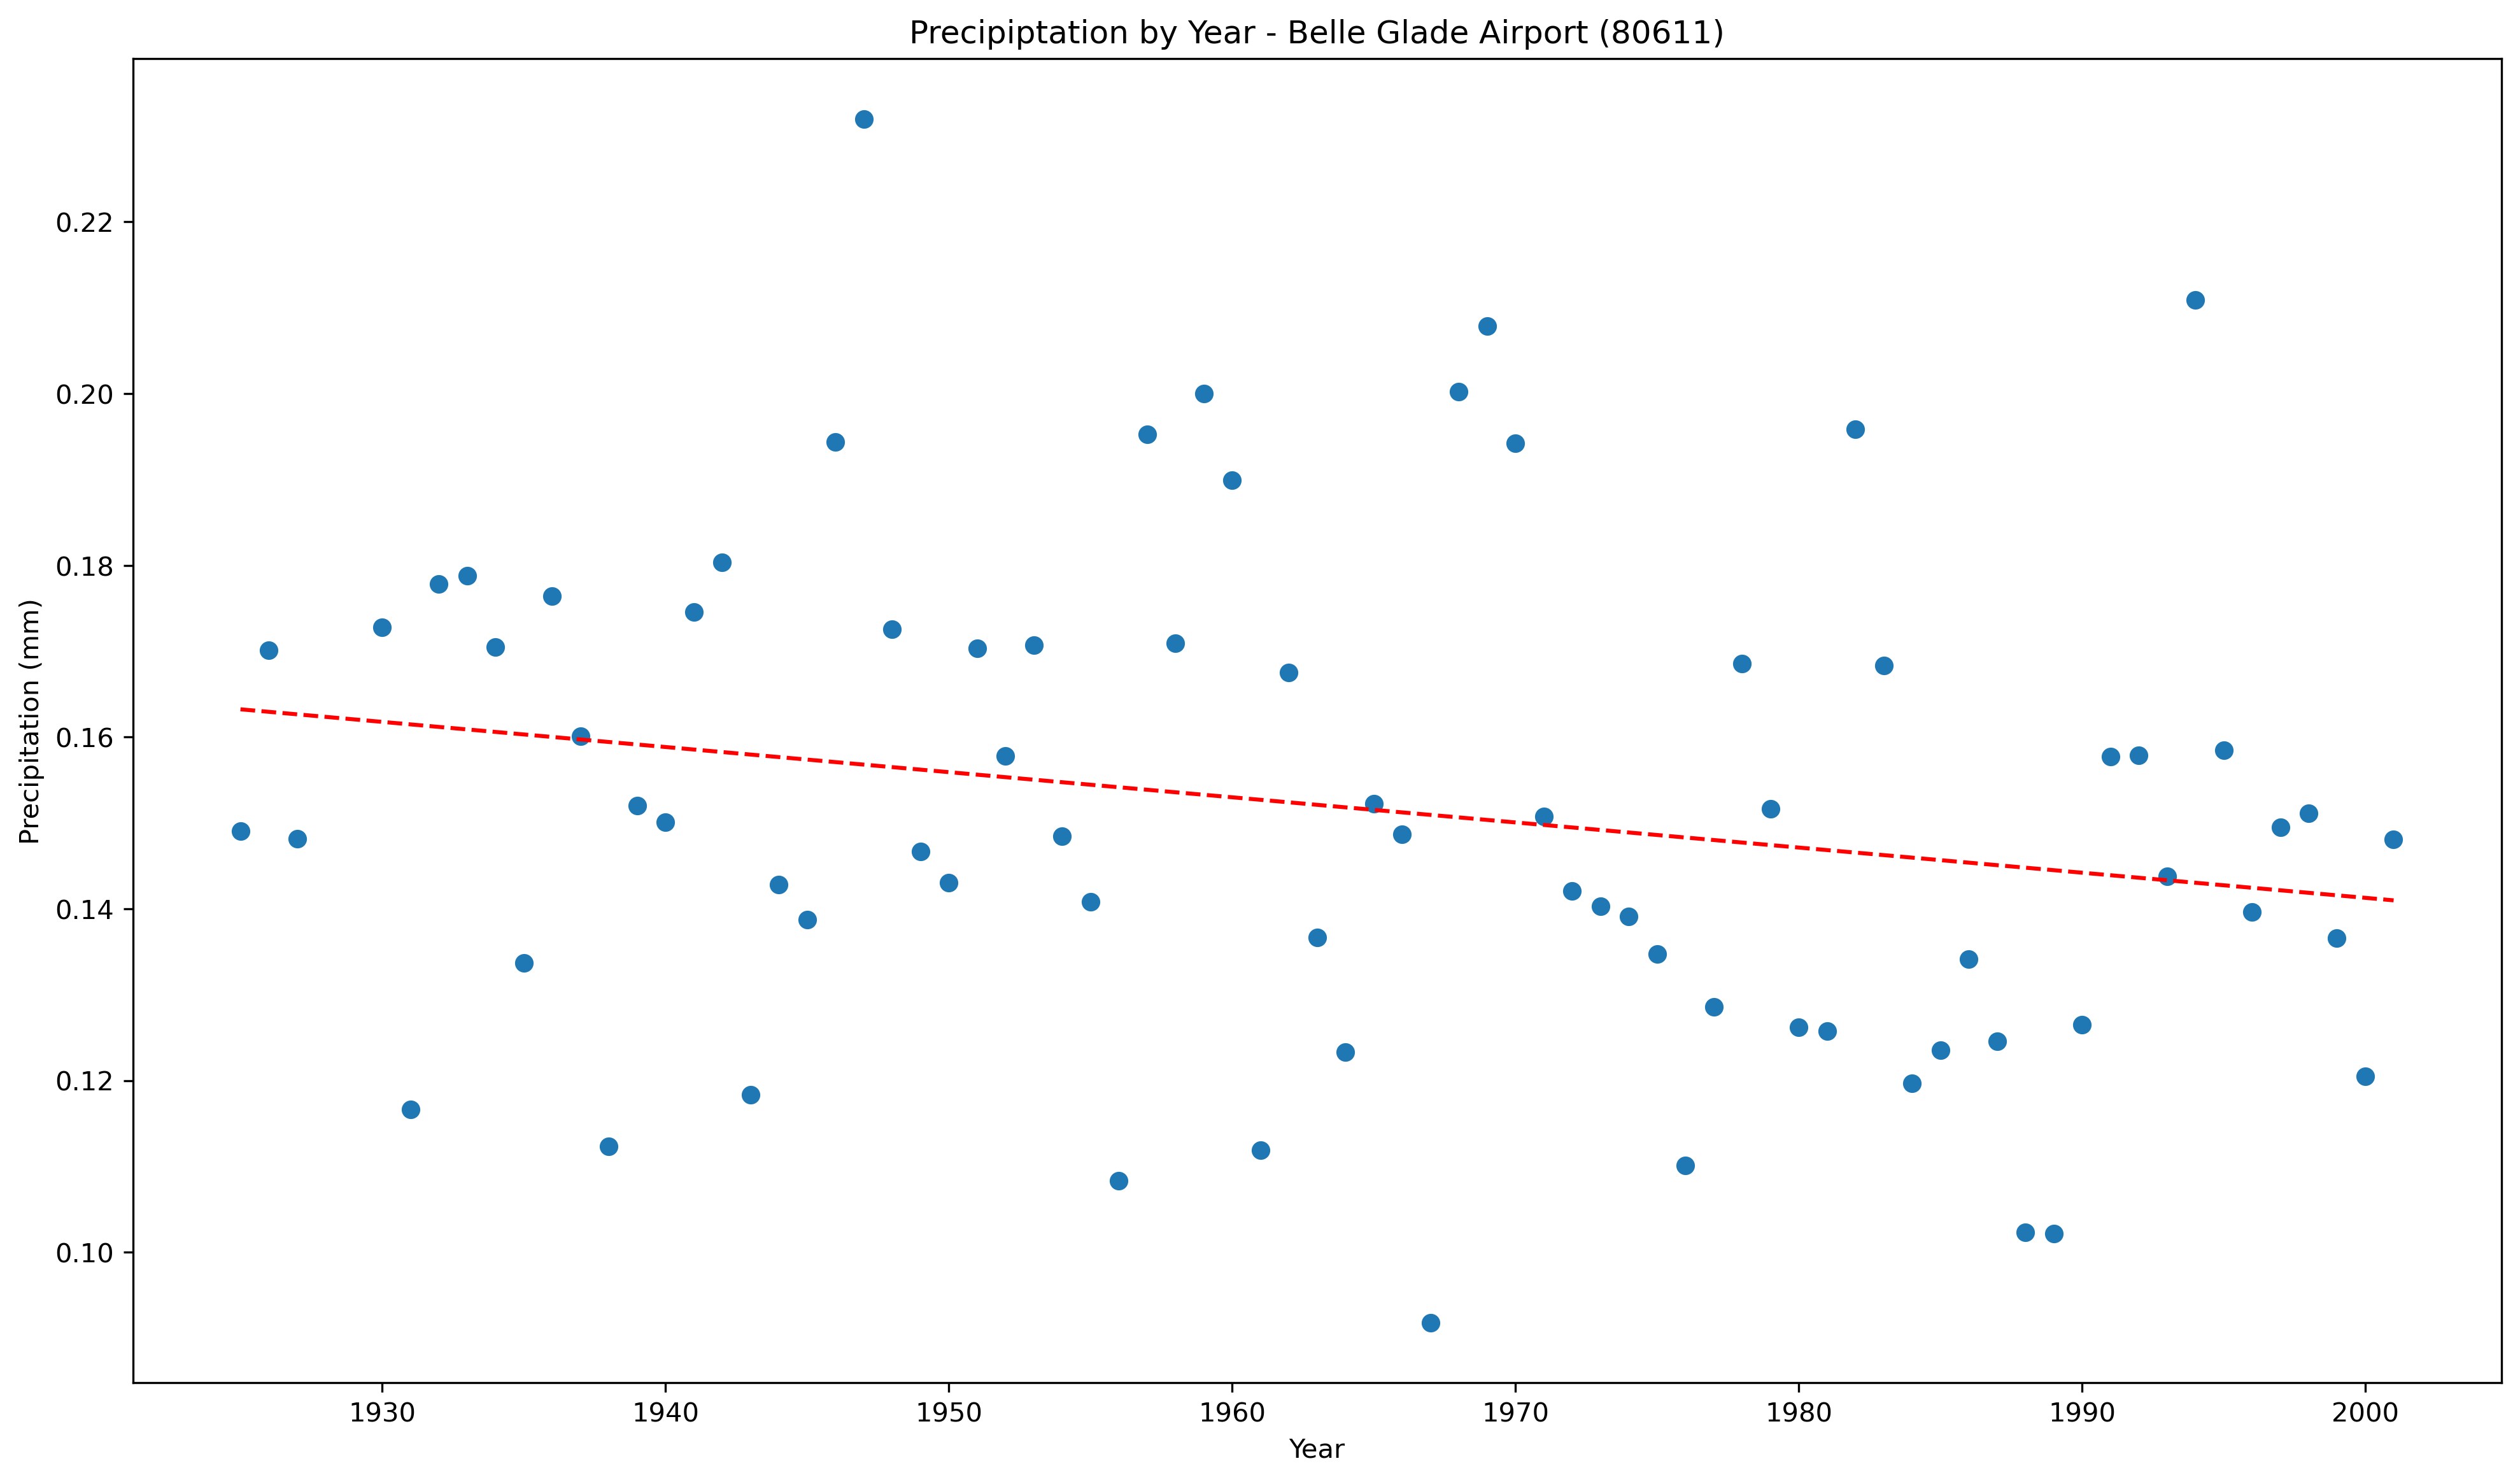 Precipiptation by Year - Belle Glade Airport (80611)
Precipitation (mm)
0.22
0.20
0.18
0.16
0.14
0.12
0.10
1930 1940 1950 1960 1970 1980 1990 2000
Year